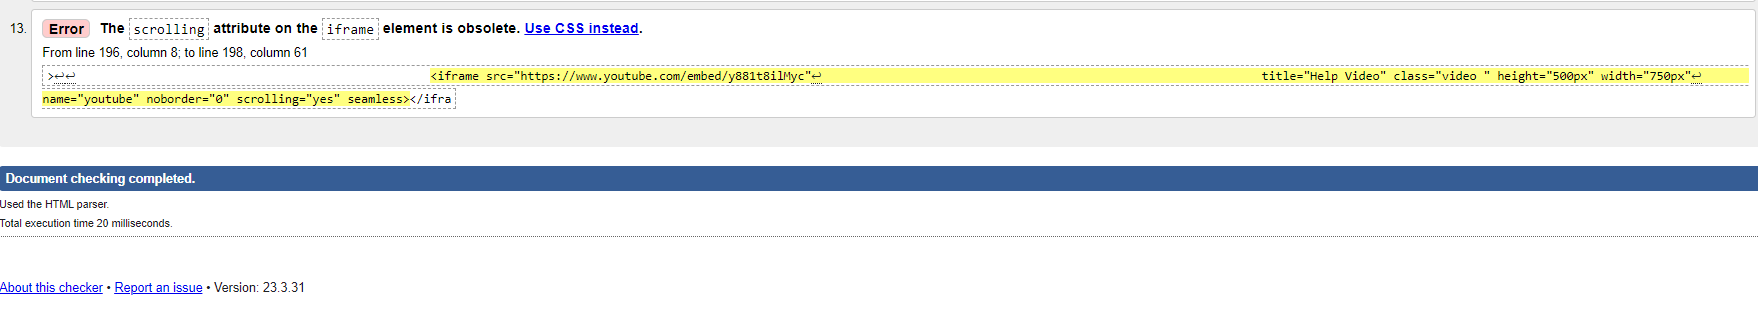 13. Error The scrolling attribute on the iframe element is obsolete. Use CSS instead.
From line 196, column 8; to line 198, column 61
>↩↩ <iframe src="https://www.youtube.com/embed/y881t8ilMyc"↩ title="Help Video" class="video " height="500px" width="750px"↩
name="youtube" noborder="0" scrolling="yes" seamless></ifra
Document checking completed.
Used the HTML parser.
Total execution time 20 milliseconds.
About this checker • Report an issue • Version: 23.3.31